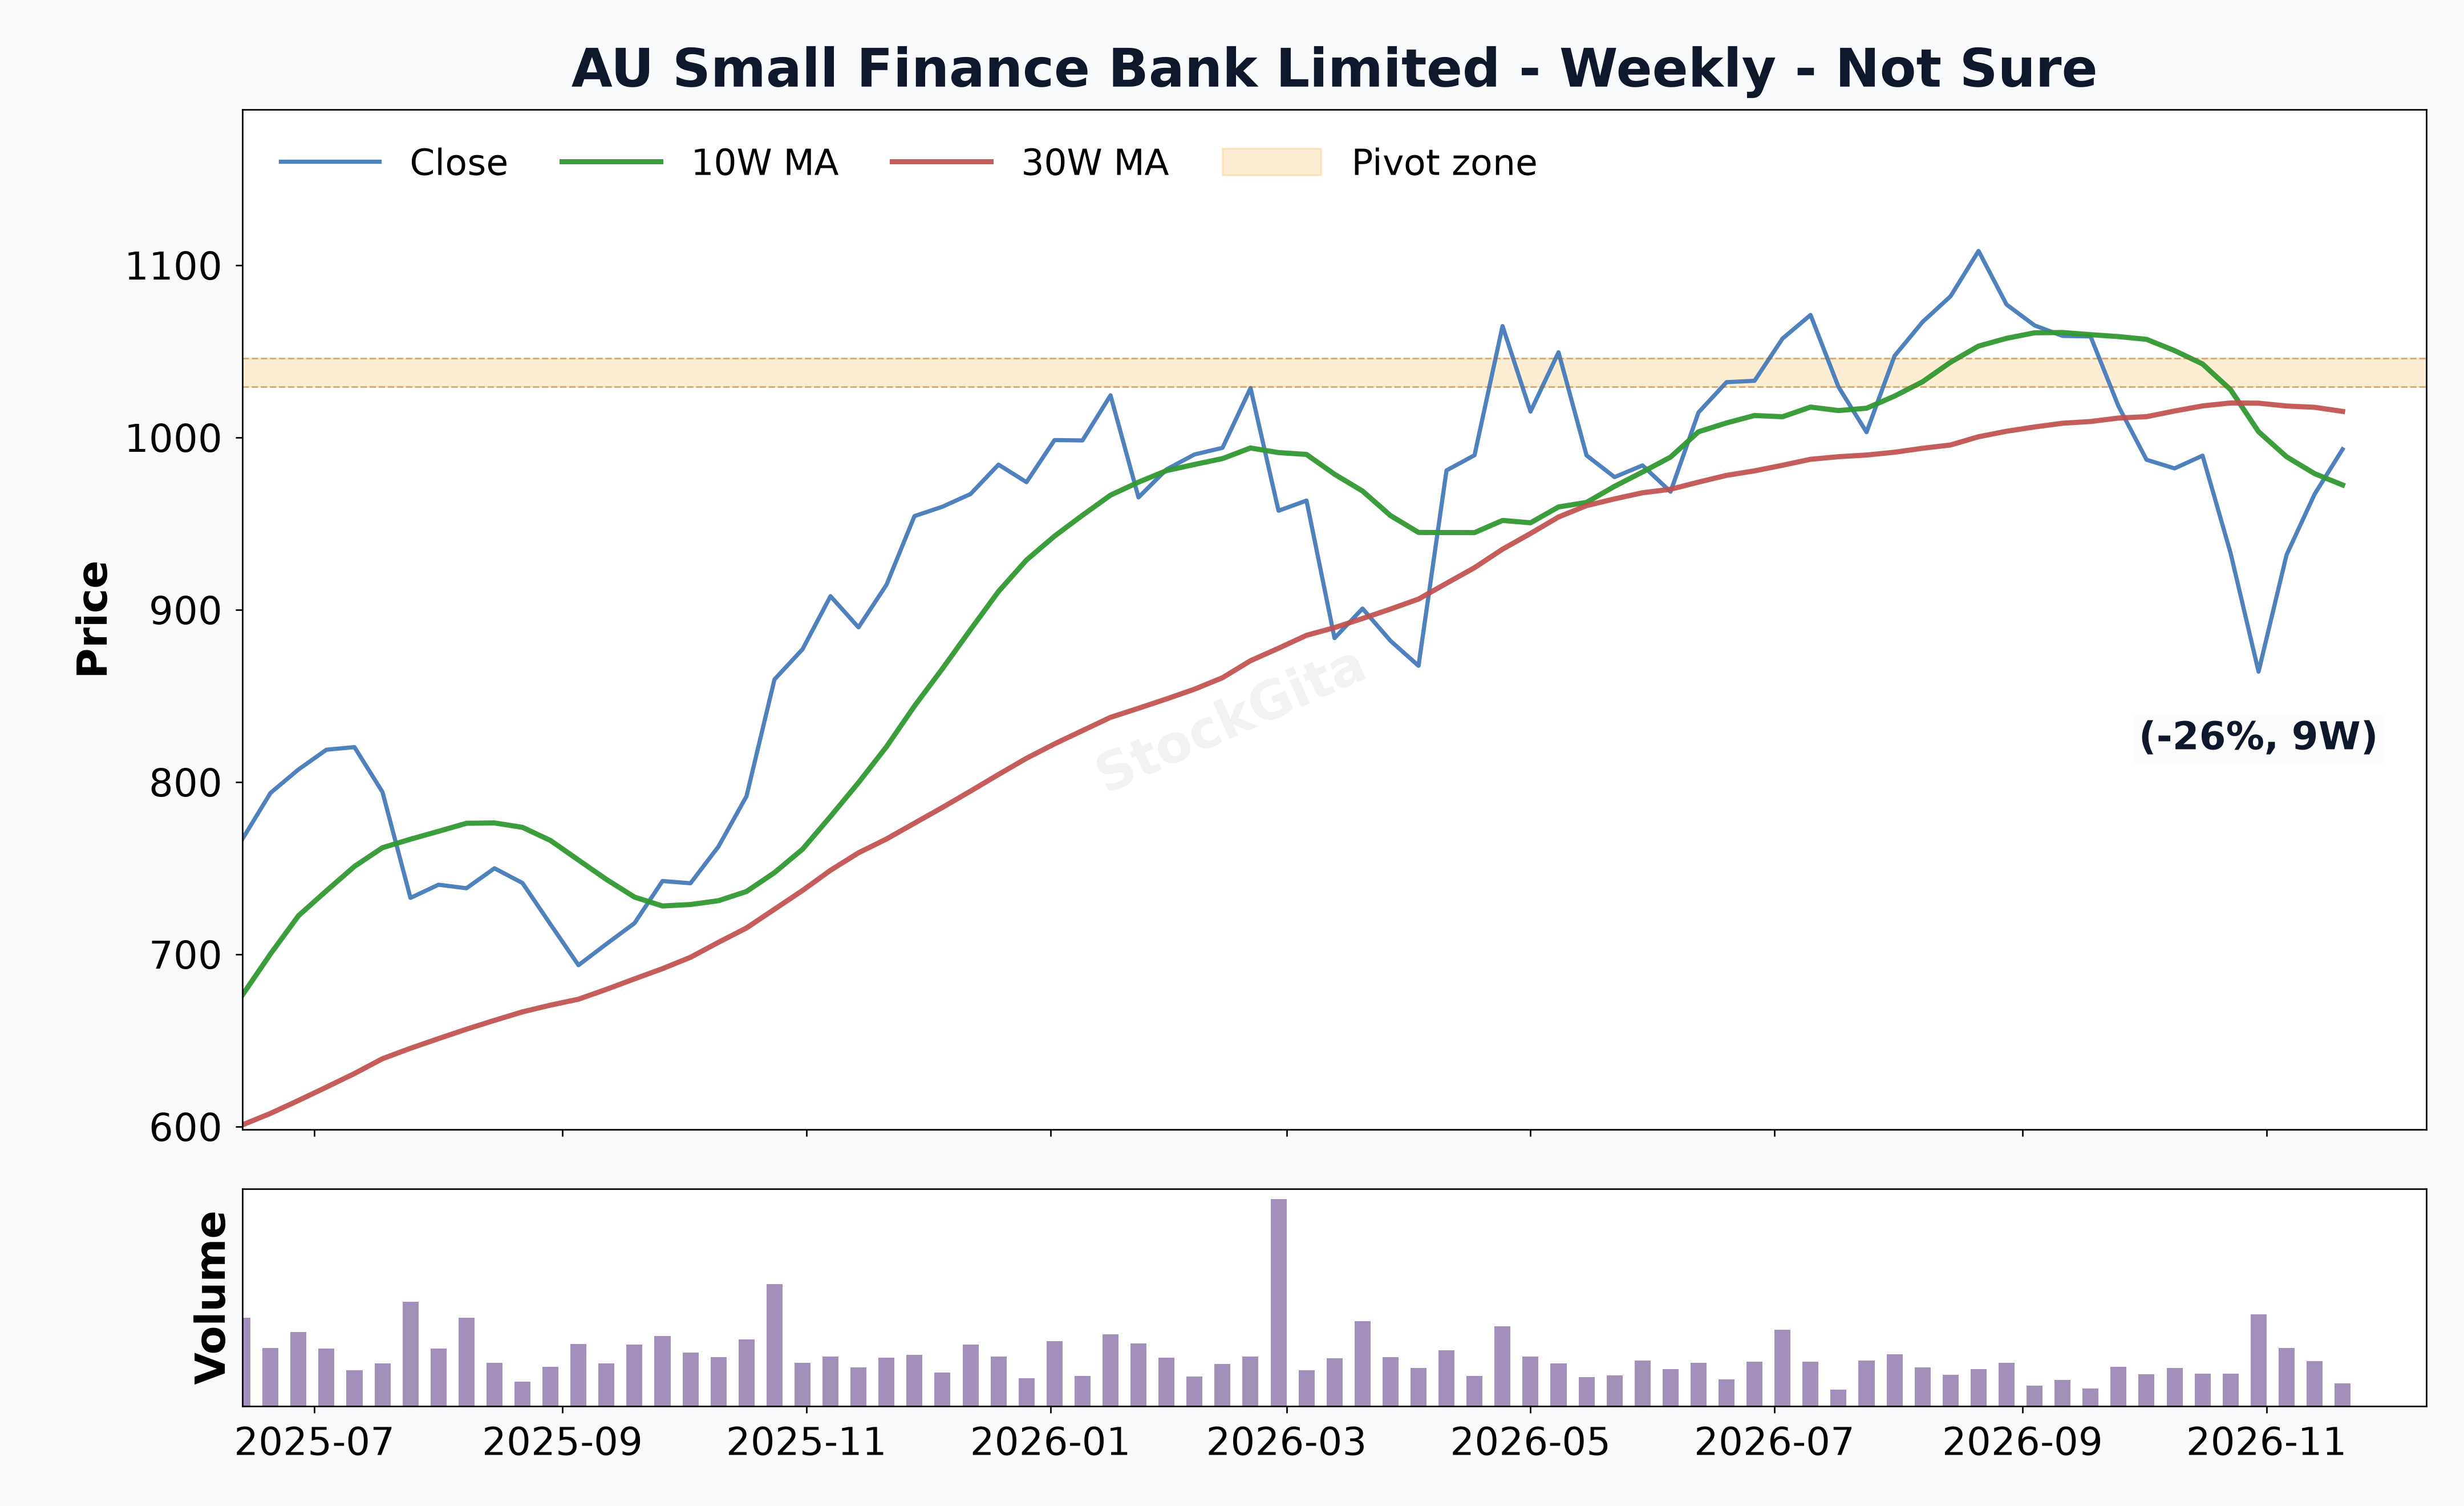 AU Small Finance Bank Limited - Weekly - Not Sure
Close 10W MA 30W MA Pivot zone
1100
1000
900
800
700
600
Price
StockGita
(-26%, 9W)
Volume
2025-07 2025-09 2025-11 2026-01 2026-03 2026-05 2026-07 2026-09 2026-11